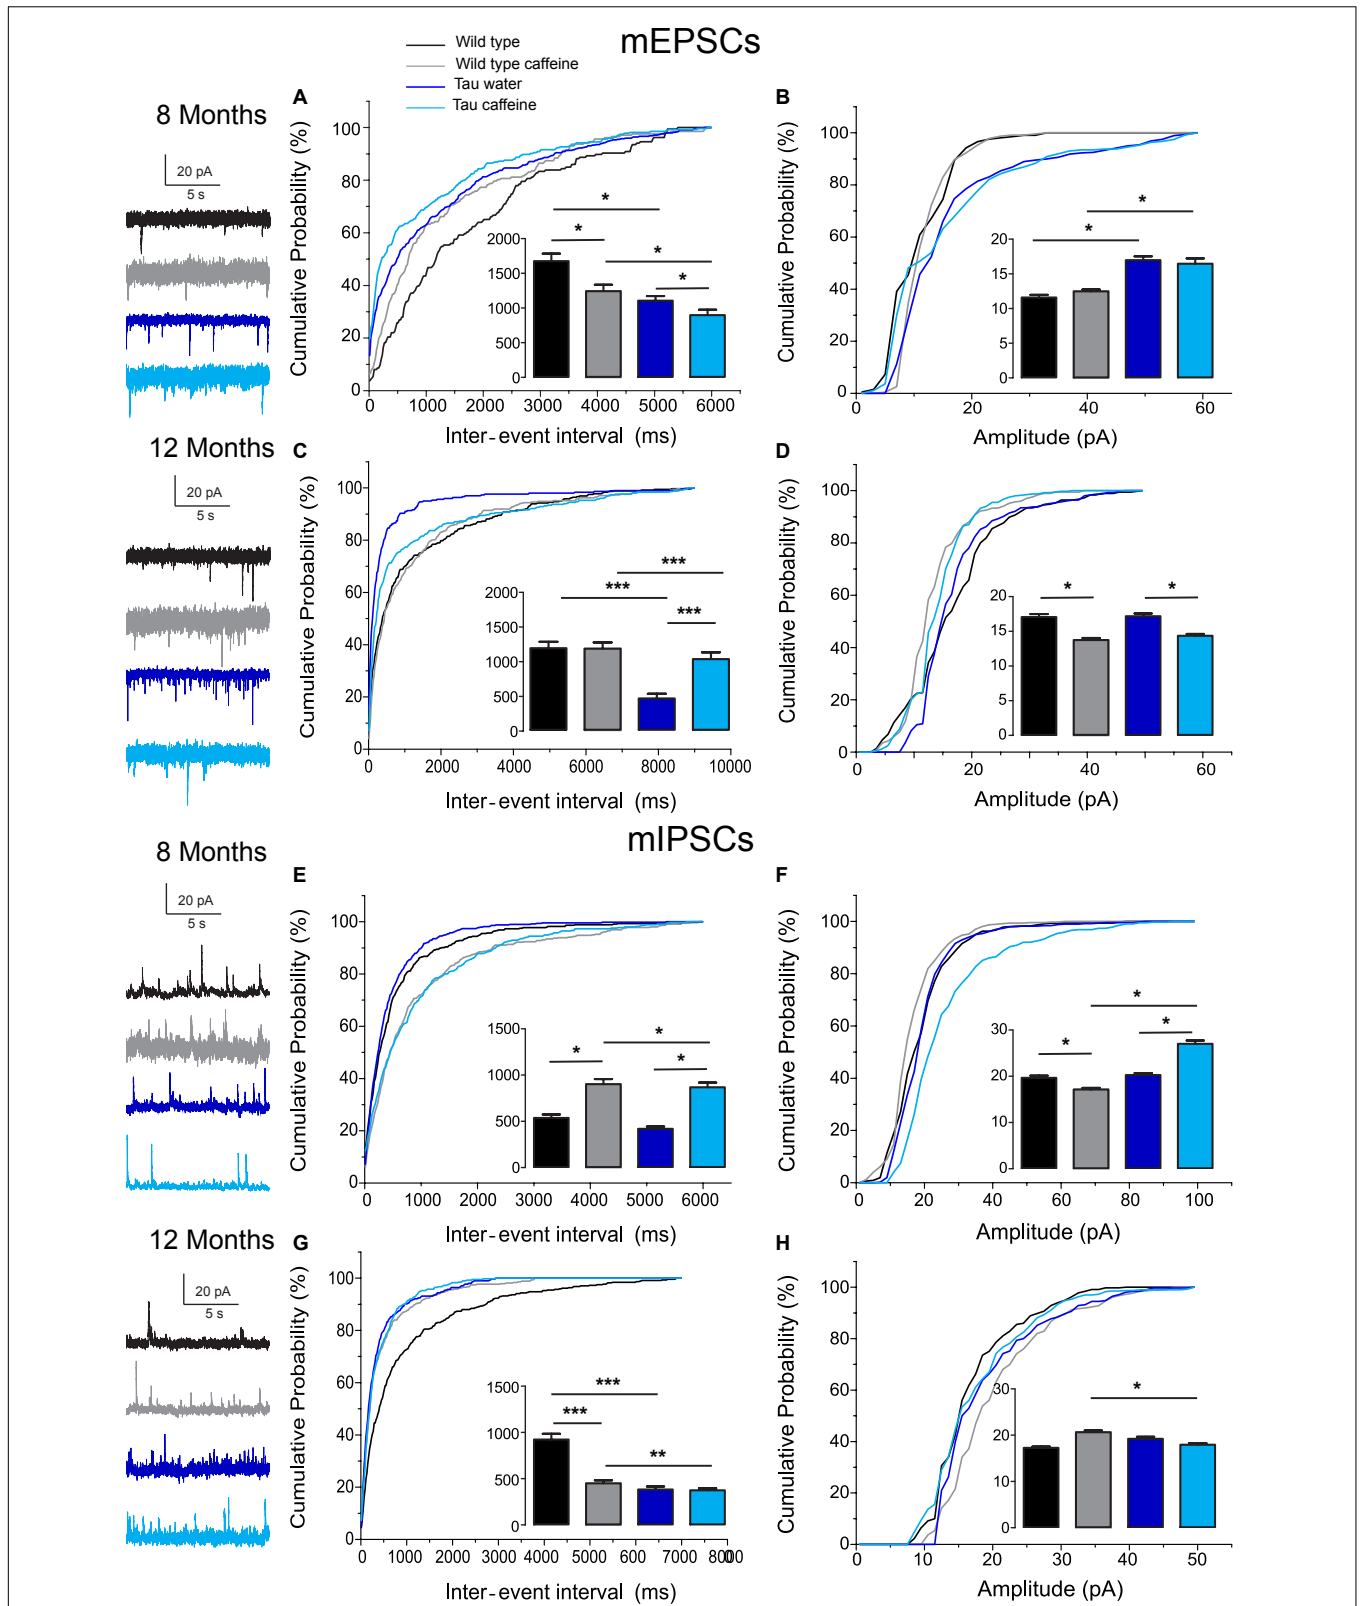 mEPSCs
Wild type
Wild type caffeine
Tau water
Tau caffeine
8 Months
20 pA
5 s
A
Cumulative Probability (%)
100
80
60
40
20
0
0 1000 2000 3000 4000 5000 6000
Inter-event interval (ms)
2000
1500
1000
500
0
*
*
*
*
B
Cumulative Probability (%)
100
80
60
40
20
0
0 20 40 60
Amplitude (pA)
20
15
10
5
0
*
*
12 Months
20 pA
5 s
C
Cumulative Probability (%)
100
80
60
40
20
0
0 2000 4000 6000 8000 10000
Inter-event interval (ms)
2000
1500
1000
500
0
***
***
***
D
Cumulative Probability (%)
100
80
60
40
20
0
0 20 40 60
Amplitude (pA)
20
15
10
5
0
* *
mIPSCs
8 Months
20 pA
5 s
E
Cumulative Probability (%)
100
80
60
40
20
0
0 1000 2000 3000 4000 5000 6000
Inter-event interval (ms)
1500
1000
500
0
*
*
*
F
Cumulative Probability (%)
100
80
60
40
20
0
0 20 40 60 80 100
Amplitude (pA)
30
20
10
0
*
*
*
12 Months
20 pA
5 s
G
Cumulative Probability (%)
100
80
60
40
20
0
0 1000 2000 3000 4000 5000 6000 7000 8000
Inter-event interval (ms)
1500
1000
500
0
***
***
**
H
Cumulative Probability (%)
100
80
60
40
20
0
0 10 20 30 40 50
Amplitude (pA)
30
20
10
0
*